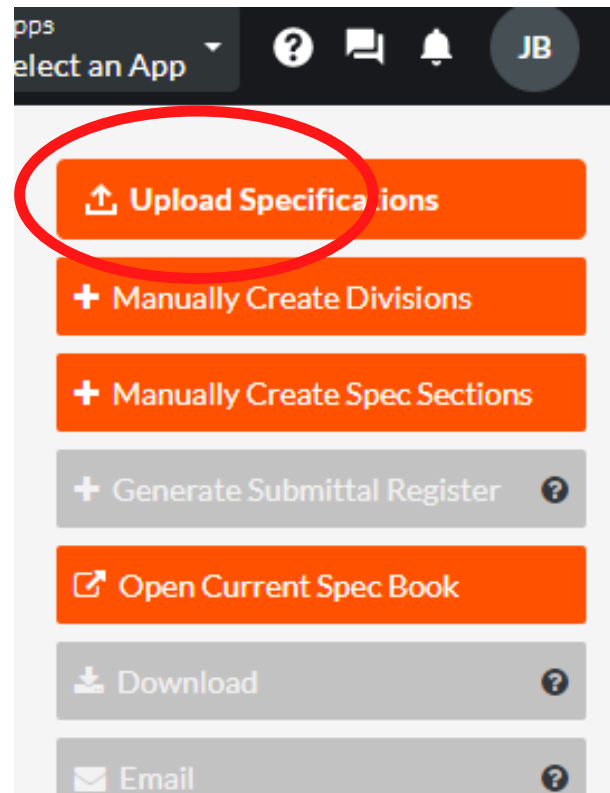 pps
elect an App
JB
Upload Specifications
Manually Create Divisions
Manually Create Spec Sections
Generate Submittal Register
Open Current Spec Book
Download
Email